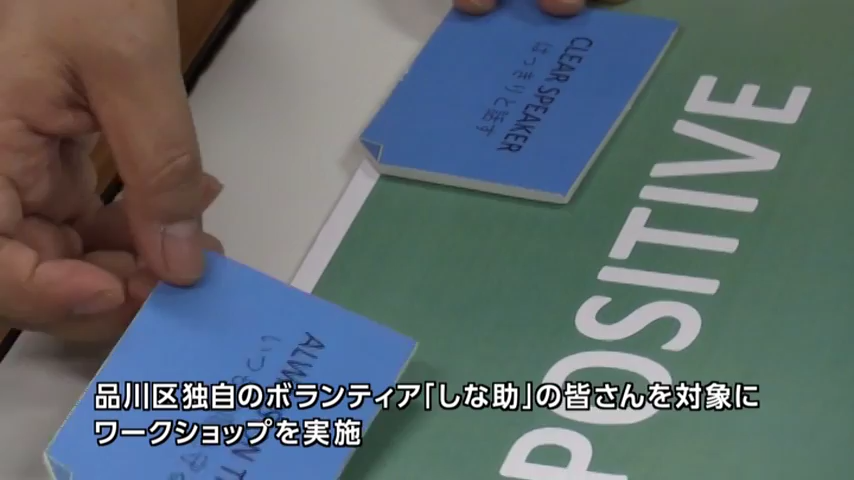 CLEAR SPEAKER
はっきりと話す
POSITIVE
いつ
品川区独自のボランティア「しな助」の皆さんを対象に
ワークショップを実施